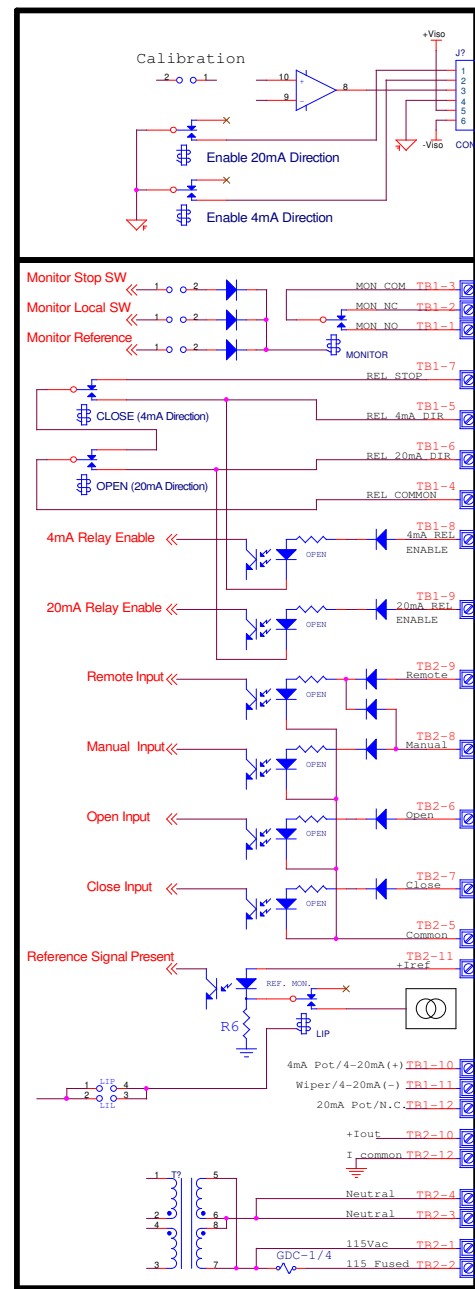 +Viso
J?
Calibration
2 1
10
+
8
9
-
1
2
3
4
5
6
-Viso
CON
F
Enable 20mA Direction
Enable 4mA Direction
F
Monitor Stop SW
1 2
MON COM TB1-3
Monitor Local SW
1 2
MON NC TB1-2
Monitor Reference
1 2
MON NO TB1-1
MONITOR
REL STOP TB1-7
CLOSE (4mA Direction)
REL 4mA DIR TB1-5
REL 20mA DIR TB1-6
OPEN (20mA Direction)
REL COMMON TB1-4
4mA Relay Enable
OPEN
TB1-8
4mA REL
ENABLE
20mA Relay Enable
OPEN
TB1-9
20mA REL
ENABLE
Remote Input
OPEN
TB2-9
Remote
Manual Input
OPEN
TB2-8
Manual
Open Input
OPEN
TB2-6
Open
Close Input
OPEN
TB2-7
Close
TB2-5
Common
Reference Signal Present
TB2-11
+Iref
REF. MON.
R6
LIP
LIP
1 4
2 3
LIL
4mA Pot/4-20mA(+) TB1-10
Wiper/4-20mA(-) TB1-11
20mA Pot/N.C. TB1-12
+Iout TB2-10
I common TB2-12
T?
1 5
2 6
4 8
3 7
Neutral TB2-4
Neutral TB2-3
115Vac TB2-1
GDC-1/4
115 Fused TB2-2